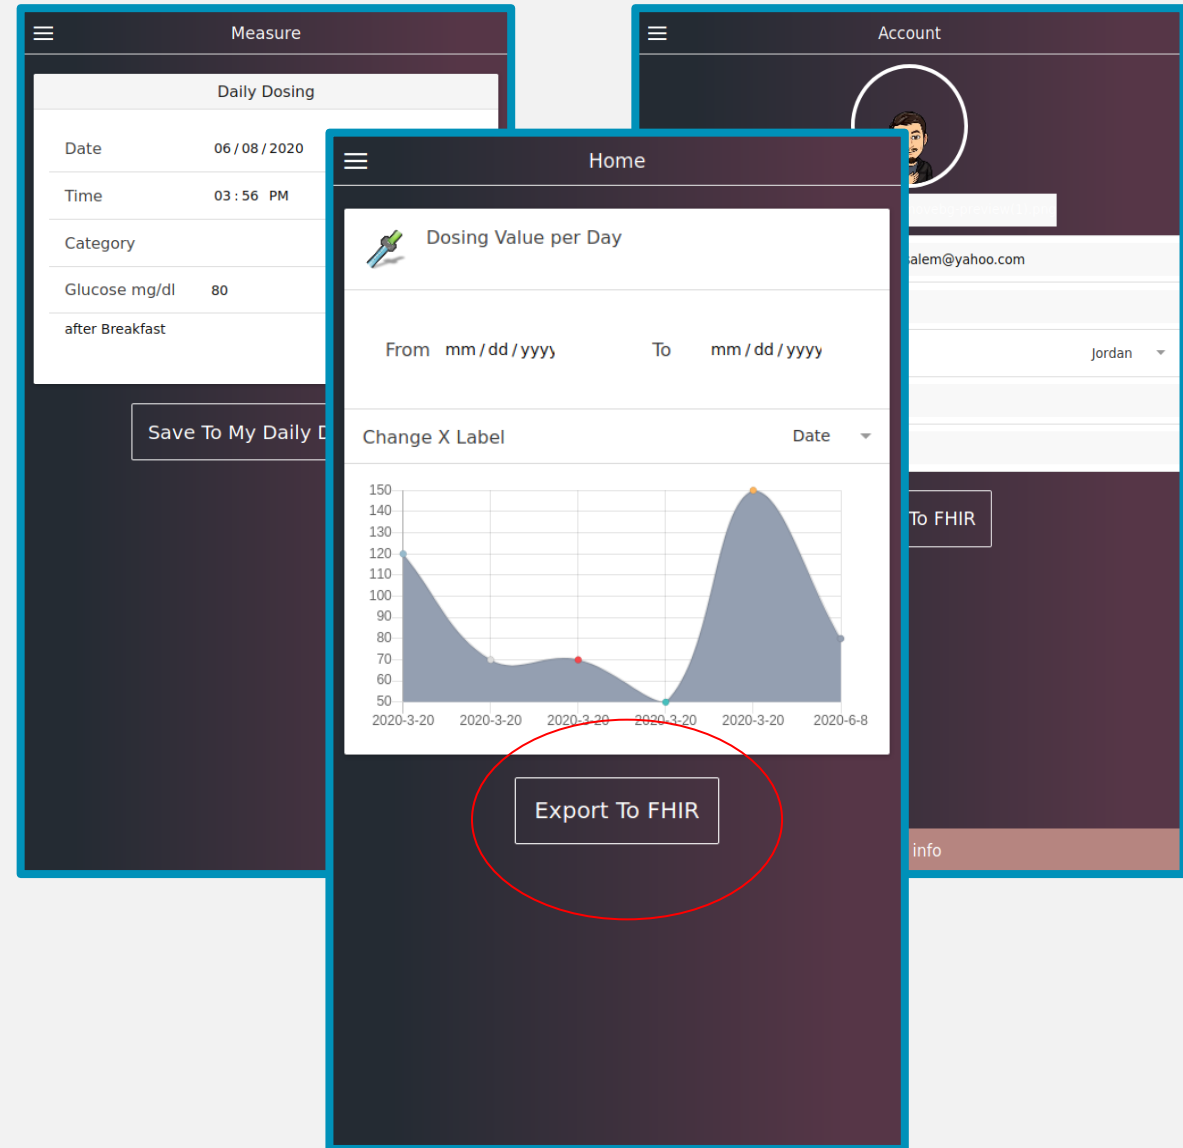 Measure
Daily Dosing
Date 06/08/2020
Time 03:56 PM
Category
Glucose mg/dl 80
after Breakfast
Save To My Daily
Home
Dosing Value per Day
From mm/dd/yyyy To mm/dd/yyyy
Change X Label Date
150
140
130
120
110
100
90
80
70
60
50
2020-3-20 2020-3-20 2020-3-20 2020-3-20 2020-3-20 2020-6-8
Export To FHIR
Account
alem@yahoo.com
Jordan
To FHIR
info